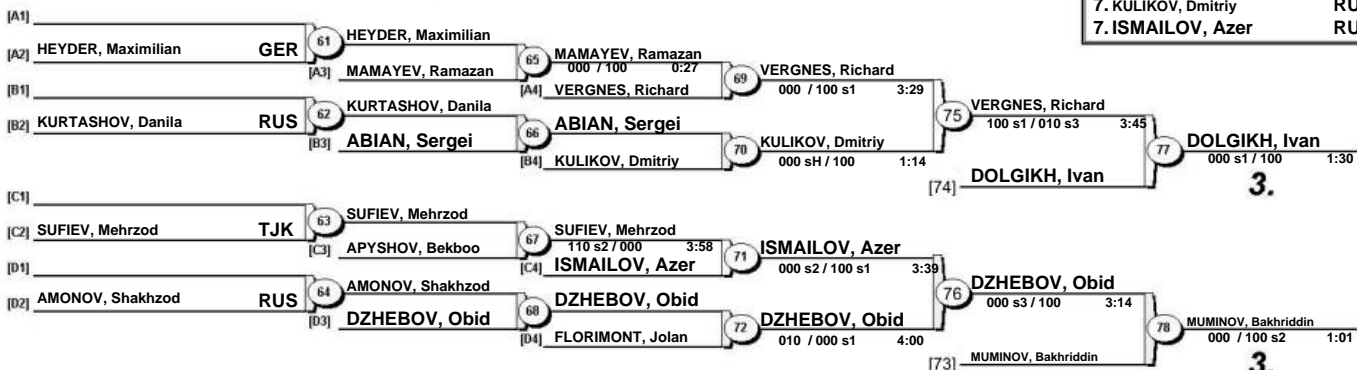 7. KULIKOV, Dmitriy RU
7. ISMAILOV, Azer RU
[A1]
[A2] HEYDER, Maximilian GER
61 HEYDER, Maximilian
[A3] MAMAYEV, Ramazan
65 MAMAYEV, Ramazan
000 / 100 0:27
[A4] VERGNES, Richard
69 VERGNES, Richard
000 / 100 s1 3:29
[B1]
[B2] KURTASHOV, Danila RUS
62 KURTASHOV, Danila
[B3] ABIAN, Sergei
66 ABIAN, Sergei
[B4] KULIKOV, Dmitriy
70 KULIKOV, Dmitriy
000 sH / 100 1:14
75 VERGNES, Richard
100 s1 / 010 s3 3:45
[74] DOLGIKH, Ivan
77 DOLGIKH, Ivan
000 s1 / 100 1:30
3.
[C1]
[C2] SUFIEV, Mehrzod TJK
63 SUFIEV, Mehrzod
[C3] APYSHOV, Bekboo
67 SUFIEV, Mehrzod
110 s2 / 000 3:58
[C4] ISMAILOV, Azer
71 ISMAILOV, Azer
000 s2 / 100 s1 3:39
[D1]
[D2] AMONOV, Shakhzod RUS
64 AMONOV, Shakhzod
[D3] DZHEBOV, Obid
68 DZHEBOV, Obid
[D4] FLORIMONT, Jolan
72 DZHEBOV, Obid
010 / 000 s1 4:00
76 DZHEBOV, Obid
000 s3 / 100 3:14
[73] MUMINOV, Bakhriddin
78 MUMINOV, Bakhriddin
000 / 100 s2 1:01
3.